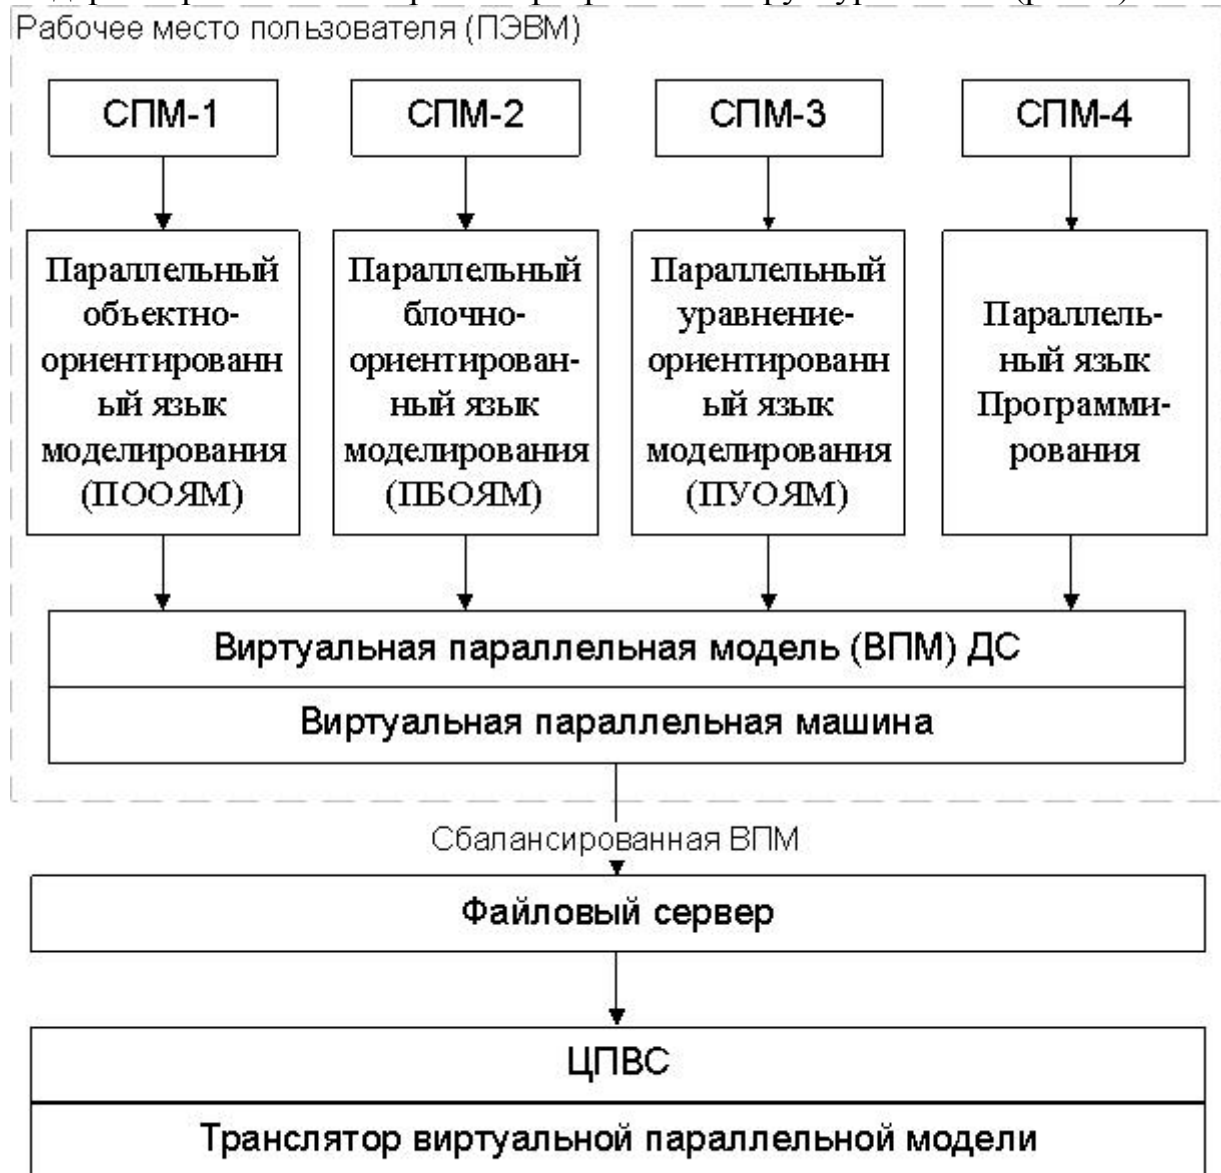 Рабочее место пользователя (ПЭВМ)
СПМ-1
СПМ-2
СПМ-3
СПМ-4
Параллельный
объектно-
ориентированн
ый язык
моделирования
(ПООЯМ)
Параллельный
блочно-
ориентирован-
ный язык
моделирования
(ПБОЯМ)
Параллельный
уравнение-
ориентированн
ый язык
моделирования
(ПУОЯМ)
Параллель-
ный язык
Программи-
рования
Виртуальная параллельная модель (ВПМ) ДС
Виртуальная параллельная машина
Сбалансированная ВПМ
Файловый сервер
ЦПВС
Транслятор виртуальной параллельной модели